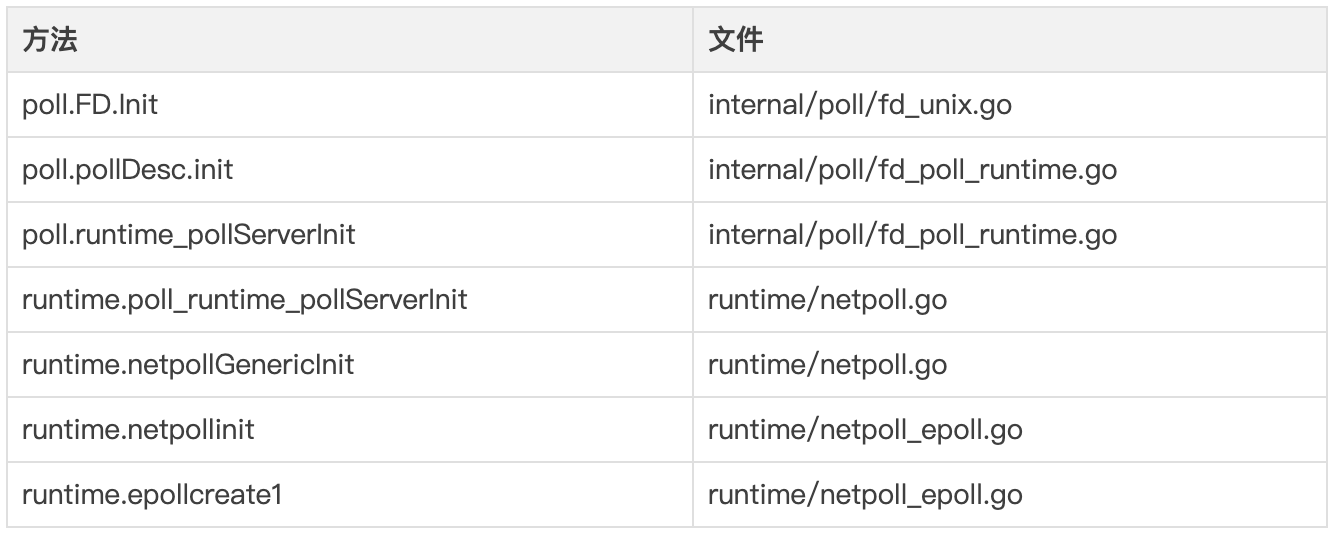 方法 文件
poll.FD.Init internal/poll/fd_unix.go
poll.pollDesc.init internal/poll/fd_poll_runtime.go
poll.runtime_pollServerInit internal/poll/fd_poll_runtime.go
runtime.poll_runtime_pollServerInit runtime/netpoll.go
runtime.netpollGenericInit runtime/netpoll.go
runtime.netpollinit runtime/netpoll_epoll.go
runtime.epollcreate1 runtime/netpoll_epoll.go